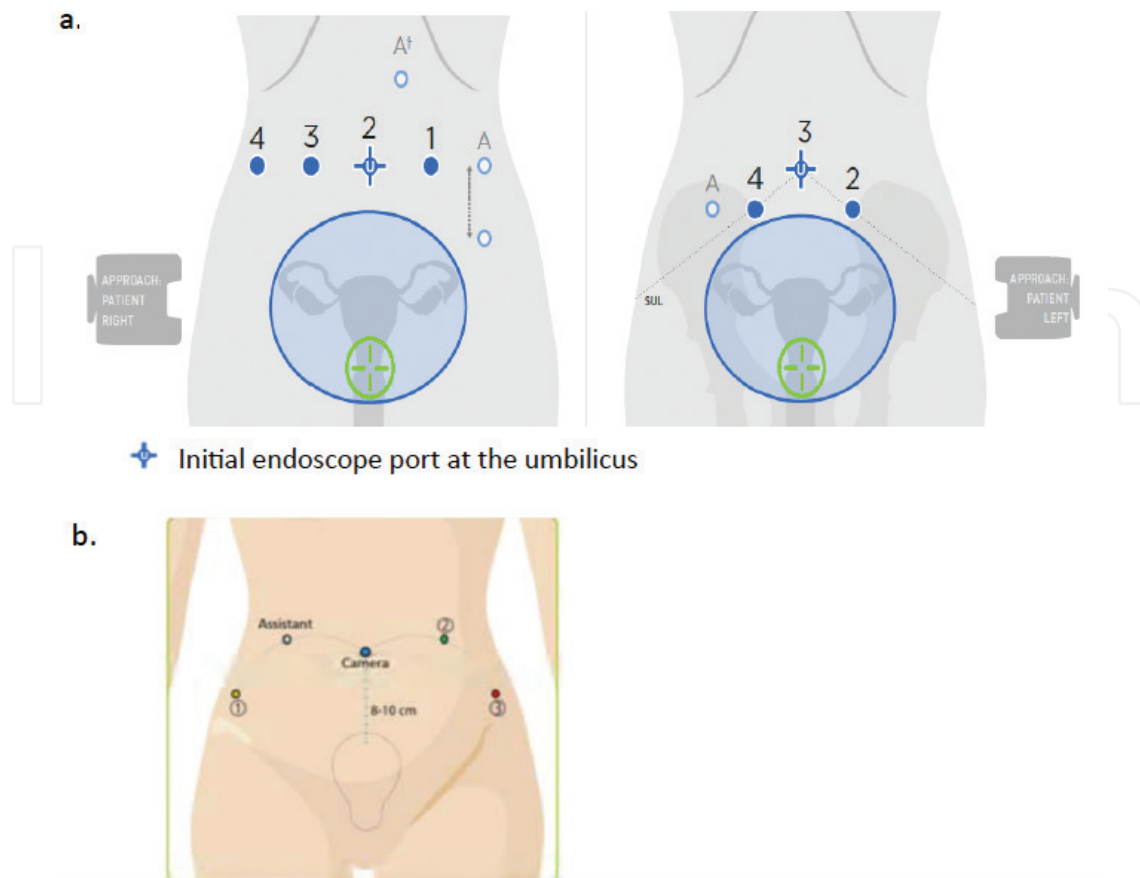 a.
A†
4 3 2 1 A
U
APPROACH:
PATIENT
RIGHT
3
A 4 2
U
SUL
APPROACH:
PATIENT
LEFT
U Initial endoscope port at the umbilicus
b.
Assistant
②
Camera
①
8-10 cm
③